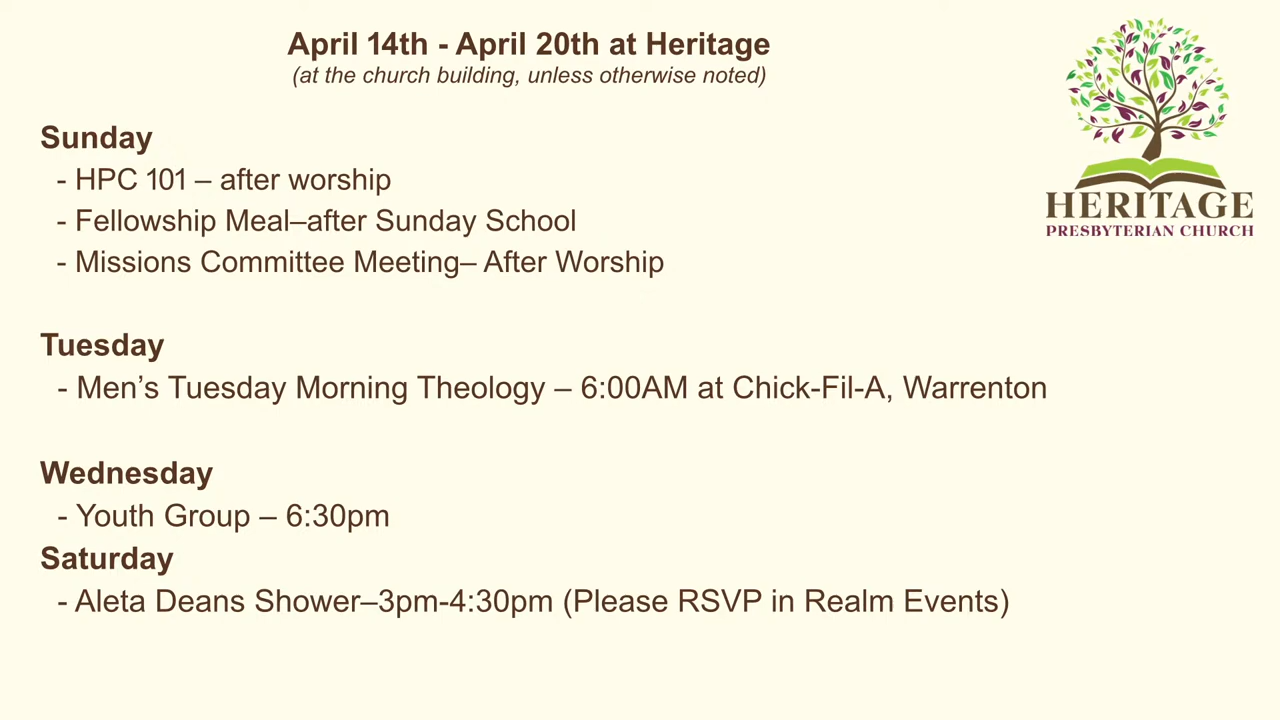 April 14th - April 20th at Heritage
(at the church building, unless otherwise noted)
HERITAGE
PRESBYTERIAN CHURCH
Sunday
- HPC 101 – after worship
- Fellowship Meal–after Sunday School
- Missions Committee Meeting– After Worship
Tuesday
- Men’s Tuesday Morning Theology – 6:00AM at Chick-Fil-A, Warrenton
Wednesday
- Youth Group – 6:30pm
Saturday
- Aleta Deans Shower–3pm-4:30pm (Please RSVP in Realm Events)